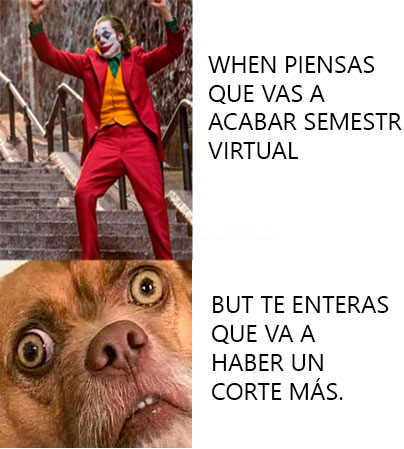 WHEN PIENSAS
QUE VAS A
ACABAR SEMESTR
VIRTUAL
BUT TE ENTERAS
QUE VA A
HABER UN
CORTE MÁS.